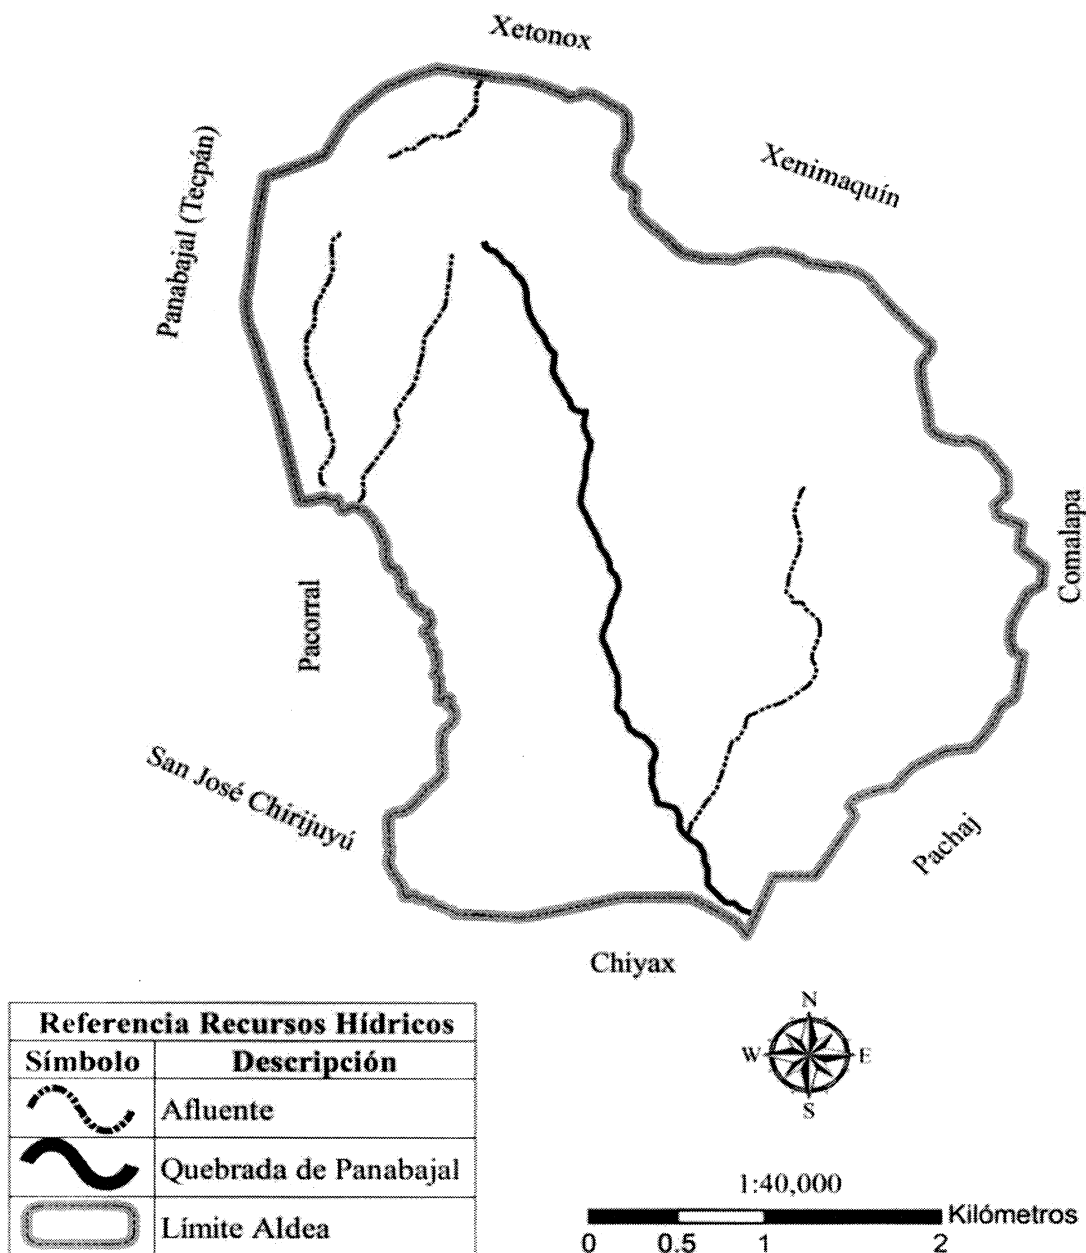 Xetonox
Xenimaquín
Panabajal (Tecpán)
Comalapa
Pacorral
San José Chirijuyú
Pachaj
Chiyax
Referencia Recursos Hídricos
Símbolo Descripción
Afluente
Quebrada de Panabajal
Límite Aldea
N
W E
S
1:40,000
Kilómetros
0 0.5 1 2